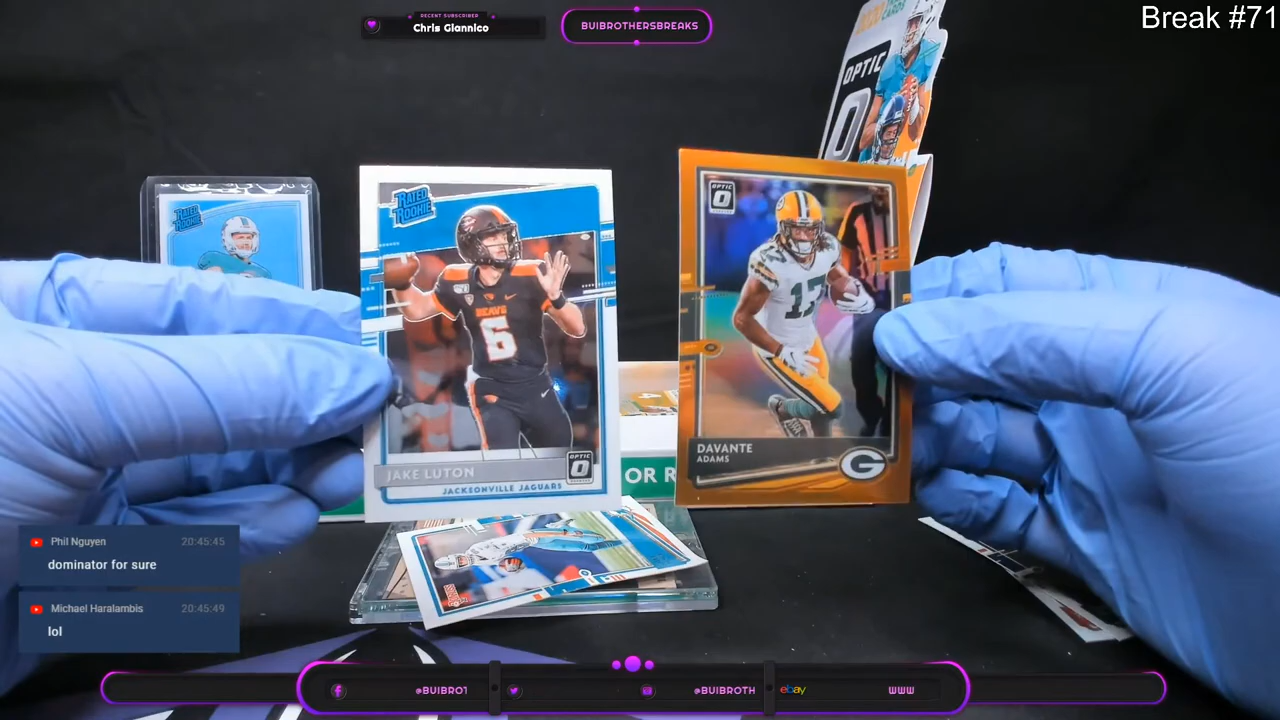 RECENT SUBSCRIBER
Chris Giannico
BUIBROTHERSBREAKS
Break #71
OPTIC
RATED
ROOKIE
RATED
ROOKIE
BEAVS
6
OPTIC
JAKE LUTON
JACKSONVILLE JAGUARS
OPTIC
17
DAVANTE
ADAMS
G
OR R
Phil Nguyen 20:45:45
dominator for sure
Michael Haralambis 20:45:49
lol
@BUIBRO1
@BUIBROTH
ebay
WWW